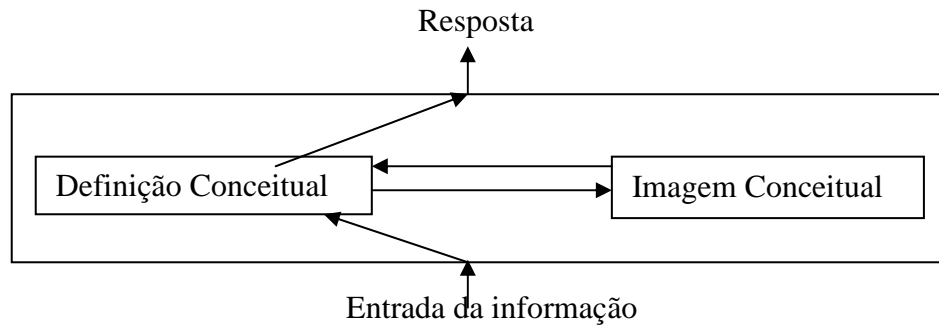 Resposta
Definição Conceitual
Imagem Conceitual
Entrada da informação